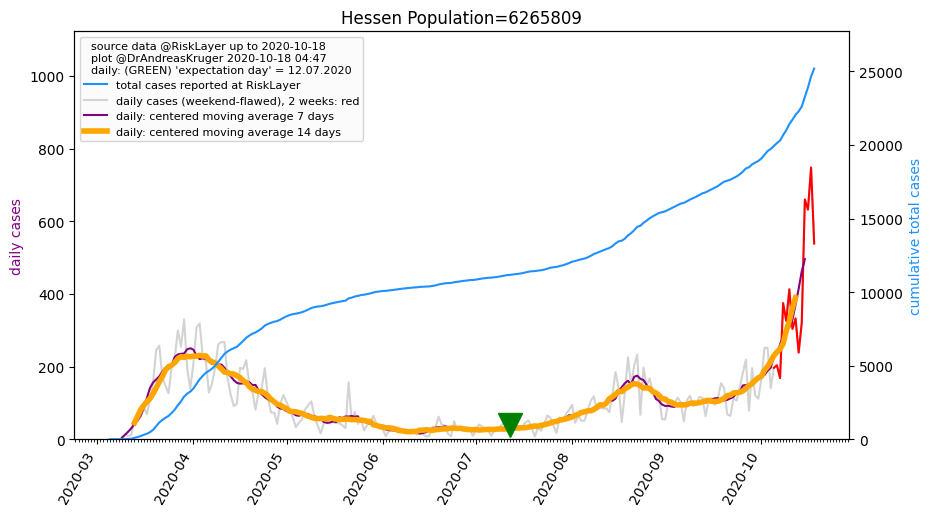 Hessen Population=6265809
source data @RiskLayer up to 2020-10-18
plot @DrAndreasKruger 2020-10-18 04:47
daily: (GREEN) 'expectation day' = 12.07.2020
total cases reported at RiskLayer
daily cases (weekend-flawed), 2 weeks: red
daily: centered moving average 7 days
daily: centered moving average 14 days
daily cases
1000
800
600
400
200
0
25000
20000
15000
10000
5000
0
cumulative total cases
2020-03
2020-04
2020-05
2020-06
2020-07
2020-08
2020-09
2020-10